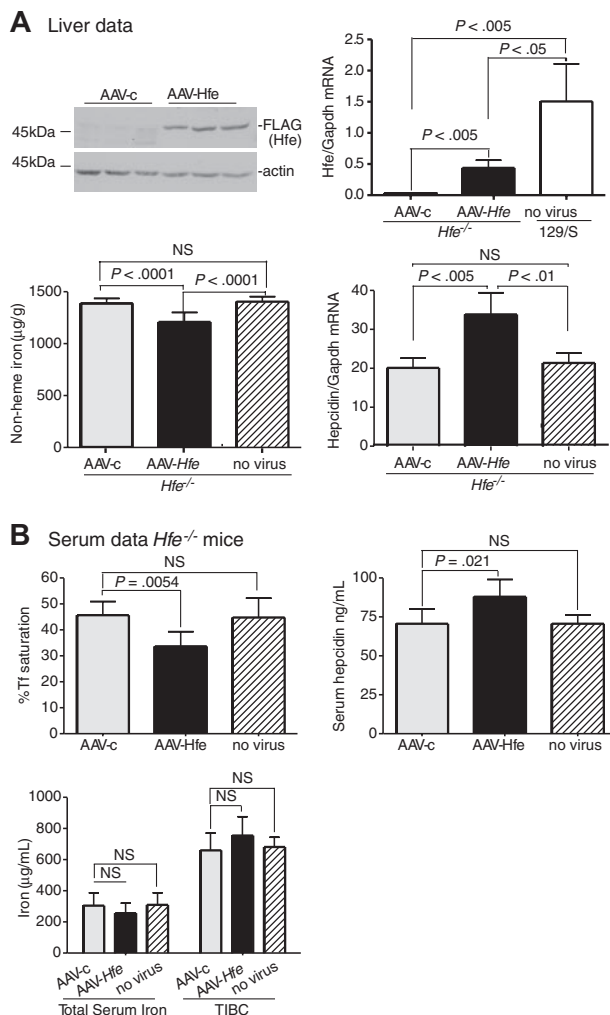 A Liver data
AAV-c AAV-Hfe
45kDa
-FLAG
(Hfe)
45kDa
-actin
Hfe/Gapdh mRNA
2.5
2.0
1.5
1.0
0.5
0.0
P < .005
P < .05
P < .005
AAV-c AAV-Hfe no virus
Hfe-/- 129/S
Non-heme iron (µg/g)
1500
1000
500
0
NS
P < .0001
P < .0001
AAV-c AAV-Hfe no virus
Hfe-/-
Hepcidin/Gapdh mRNA
40
30
20
10
0
NS
P < .005
P < .01
AAV-c AAV-Hfe no virus
Hfe-/-
B Serum data Hfe-/- mice
%Tf saturation
60
50
40
30
20
10
0
NS
P = .0054
AAV-c AAV-Hfe no virus
Serum hepcidin ng/mL
100
75
50
25
0
NS
P = .021
AAV-c AAV-Hfe no virus
Iron (µg/mL)
1000
800
600
400
200
0
NS
NS
NS
NS
AAV-c AAV-Hfe no virus AAV-c AAV-Hfe no virus
Total Serum Iron TIBC